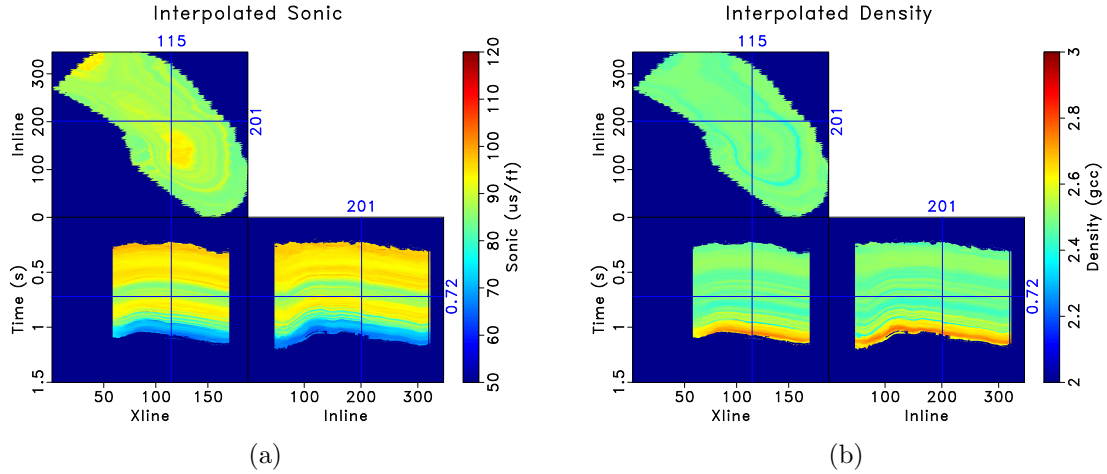 Interpolated Sonic
115
Inline
0 100 200 300
201
201
Time (s)
0.5 1 1.5
0.72
50 100 150
Xline
100 200 300
Inline
50 60 70 80 90 100 110 120
Sonic (us/ft)
(a)
Interpolated Density
115
Inline
0 100 200 300
201
201
Time (s)
0.5 1 1.5
0.72
50 100 150
Xline
100 200 300
Inline
2 2.2 2.4 2.6 2.8 3
Density (gcc)
(b)